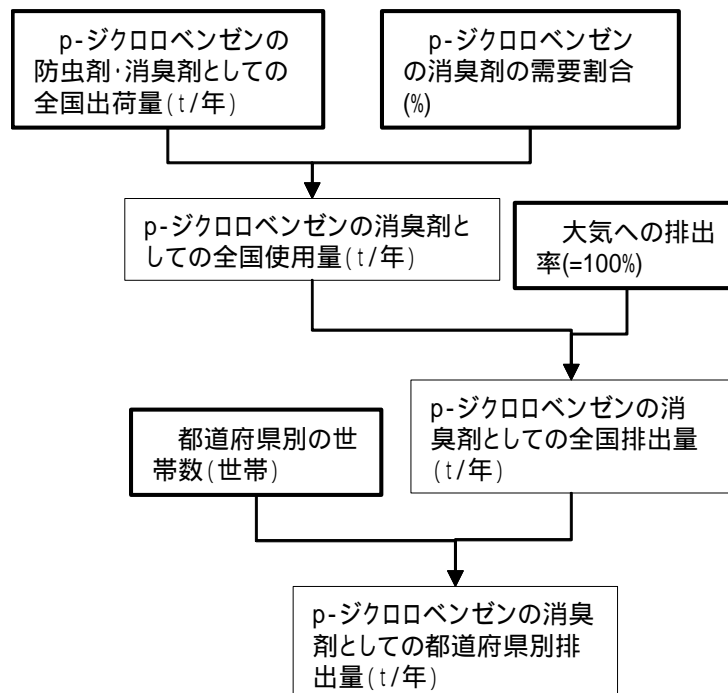 p-ジクロロベンゼンの
防虫剤･消臭剤としての
全国出荷量(t/年)
p-ジクロロベンゼン
の消臭剤の需要割合
(%)
p-ジクロロベンゼンの消臭剤と
しての全国使用量(t/年)
大気への排出
率(=100%)
p-ジクロロベンゼンの消
臭剤としての全国排出量
(t/年)
都道府県別の世
帯数(世帯)
p-ジクロロベンゼンの消臭
剤としての都道府県別排
出量(t/年)